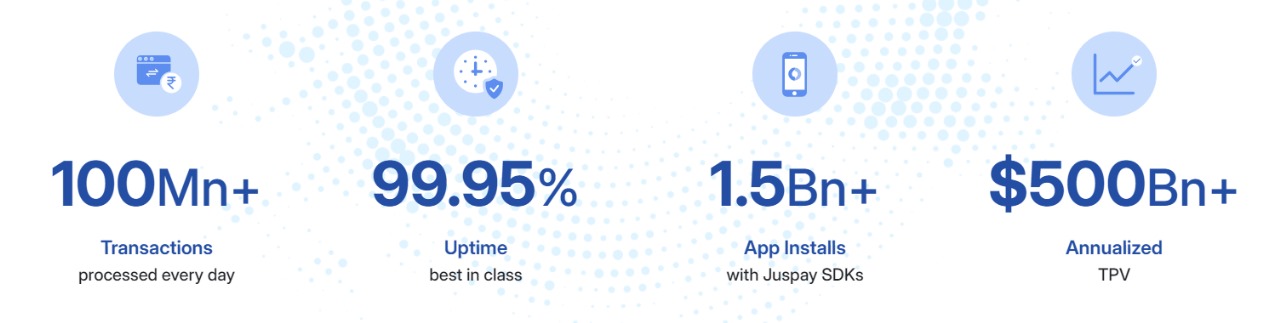 100Mn+
Transactions
processed every day
99.95%
Uptime
best in class
1.5Bn+
App Installs
with Juspay SDKs
$500Bn+
Annualized
TPV